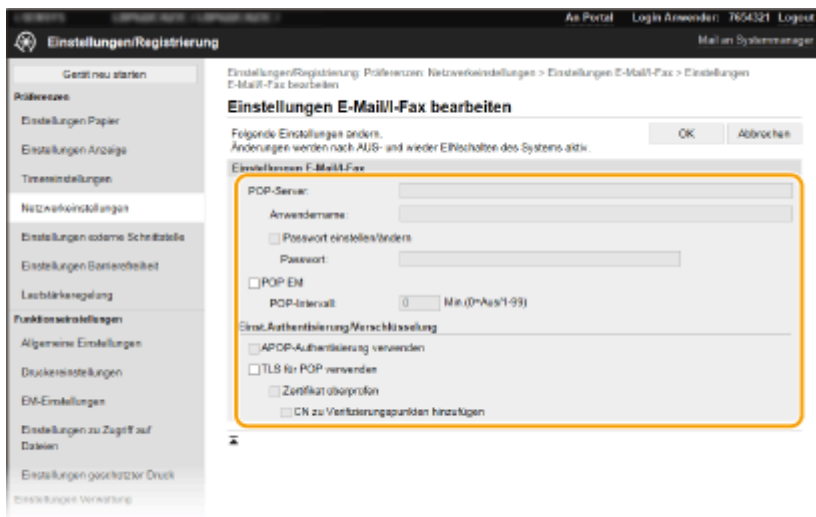 An Portal Login Anwender: 7654321 Logout
Einstellungen/Registrierung
Mail an Systemmanager
Gerät neu starten
Präferenzen
Einstellungen Papier
Einstellungen Anzeige
Timereinstellungen
Netzwerkeinstellungen
Einstellungen externe Schnittstelle
Einstellungen Barrierefreiheit
Lautstärkeregelung
Funktionseinstellungen
Allgemeine Einstellungen
Druckereinstellungen
EM-Einstellungen
Einstellungen zu Zugriff auf
Dateien
Einstellungen geschützter Druck
Einstellungen Verwaltung
Einstellungen/Registrierung: Präferenzen: Netzwerkeinstellungen > Einstellungen E-Mail/I-Fax > Einstellungen
E-Mail/I-Fax bearbeiten
Einstellungen E-Mail/I-Fax bearbeiten
Folgende Einstellungen ändern.
Änderungen werden nach AUS- und wieder EINschalten des Systems aktiv.
OK Abbrechen
Einstellungen E-Mail/I-Fax
POP-Server:
Anwendername:
Passwort einstellen/ändern
Passwort:
POP EM
POP-Intervall: 0 Min.(0=Aus/1-99)
Einst.Authentisierung/Verschlüsselung
APOP-Authentisierung verwenden
TLS für POP verwenden
Zertifikat überprüfen
CN zu Verifizierungspunkten hinzufügen